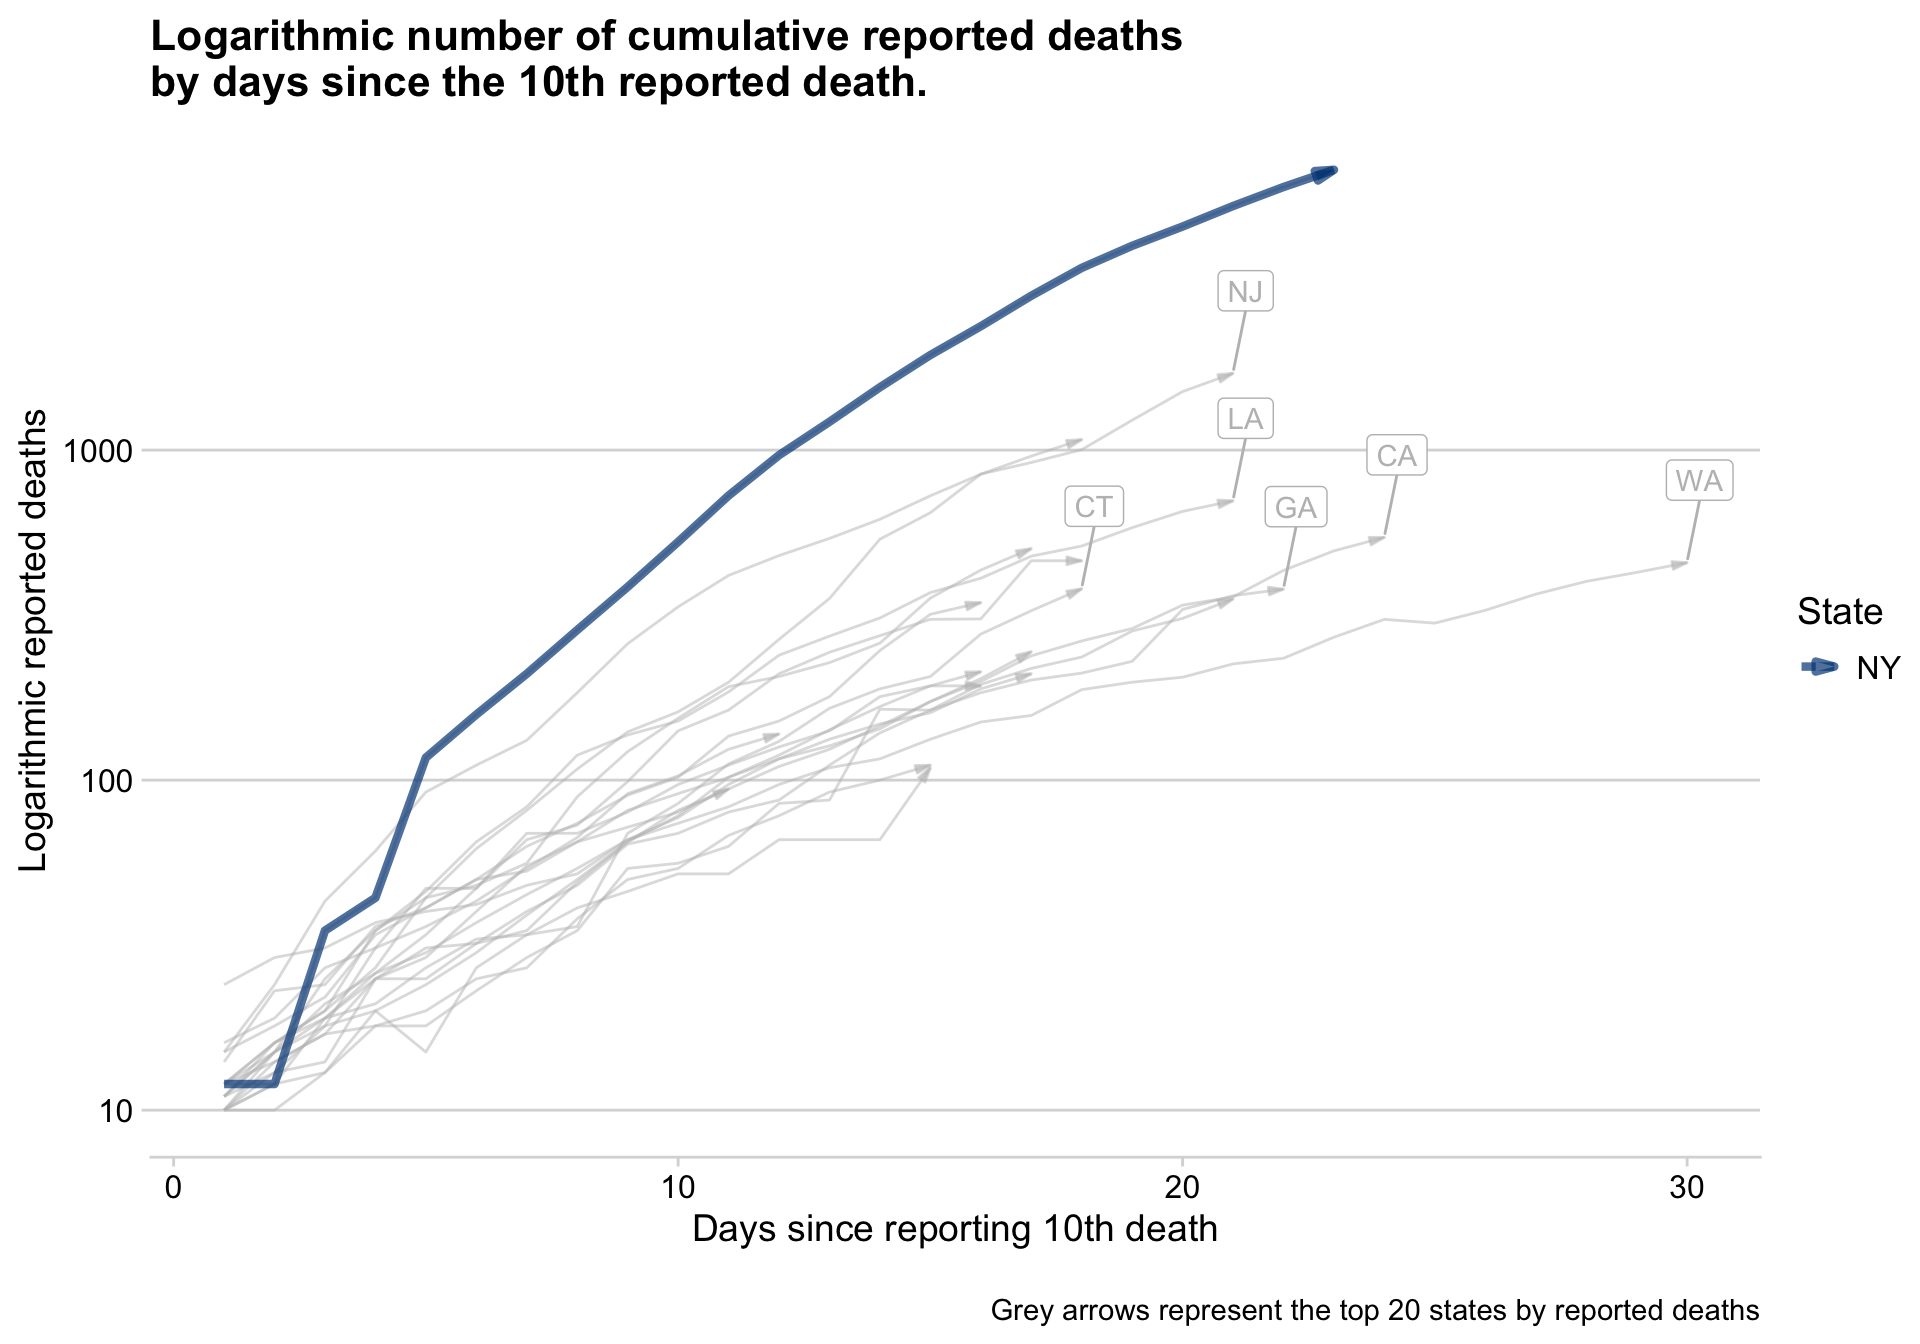 Logarithmic number of cumulative reported deaths
by days since the 10th reported death.
NJ
LA
CA
WA
CT
GA
1000
100
10
Logarithmic reported deaths
State
NY
0
10
20
30
Days since reporting 10th death
Grey arrows represent the top 20 states by reported deaths